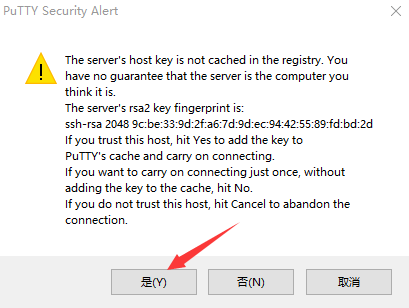 PuTTY Security Alert
The server's host key is not cached in the registry. You
have no guarantee that the server is the computer you
think it is.
The server's rsa2 key fingerprint is:
ssh-rsa 2048 9c:be:33:9d:2f:a6:7d:9d:ec:94:42:55:89:fd:bd:2d
If you trust this host, hit Yes to add the key to
PuTTY's cache and carry on connecting.
If you want to carry on connecting just once, without
adding the key to the cache, hit No.
If you do not trust this host, hit Cancel to abandon the
connection.
是(Y) 否(N) 取消